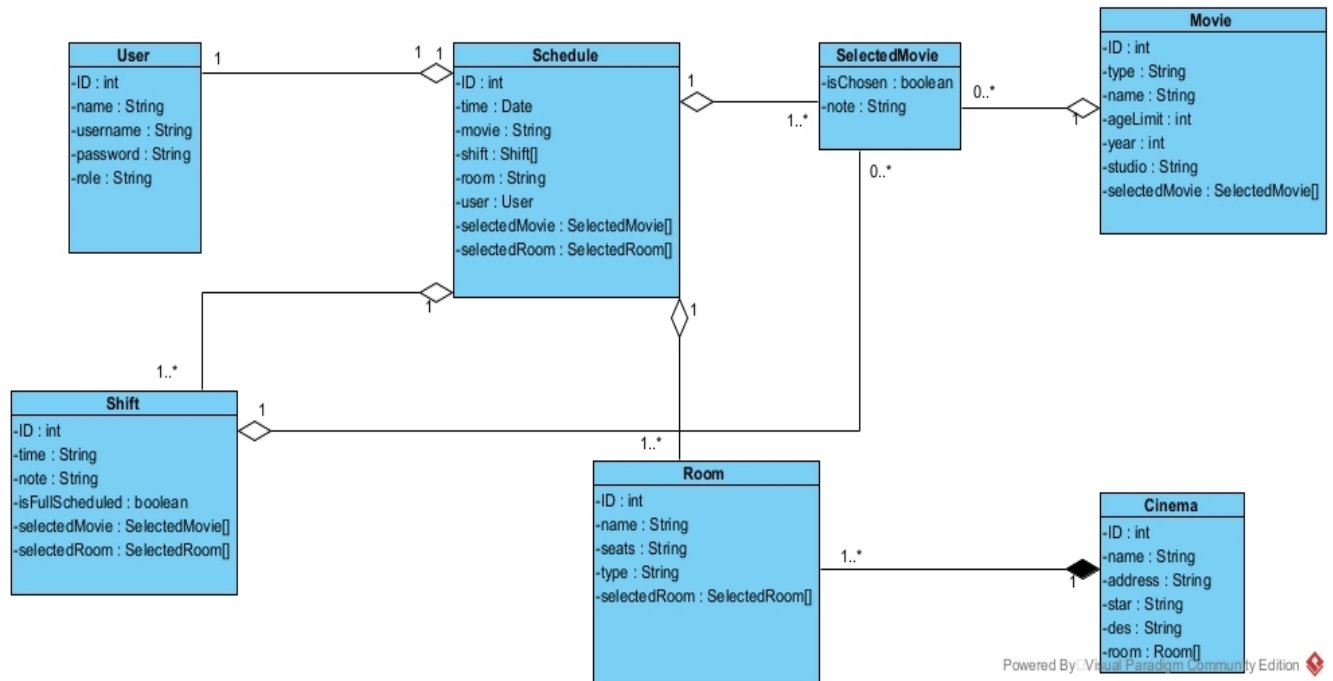 User
-ID : int
-name : String
-username : String
-password : String
-role : String
1
1
1
Schedule
-ID : int
-time : Date
-movie : String
-shift : Shift[]
-room : String
-user : User
-selectedMovie : SelectedMovie[]
-selectedRoom : SelectedRoom[]
1
1..*
SelectedMovie
-isChosen : boolean
-note : String
0..*
1
0..*
Movie
-ID : int
-type : String
-name : String
-ageLimit : int
-year : int
-studio : String
-selectedMovie : SelectedMovie[]
1
1
1..*
Shift
-ID : int
-time : String
-note : String
-isFullScheduled : boolean
-selectedMovie : SelectedMovie[]
-selectedRoom : SelectedRoom[]
1
1..*
Room
-ID : int
-name : String
-seats : String
-type : String
-selectedRoom : SelectedRoom[]
1..*
1
Cinema
-ID : int
-name : String
-address : String
-star : String
-des : String
-room : Room[]
Powered By Visual Paradigm Community Edition